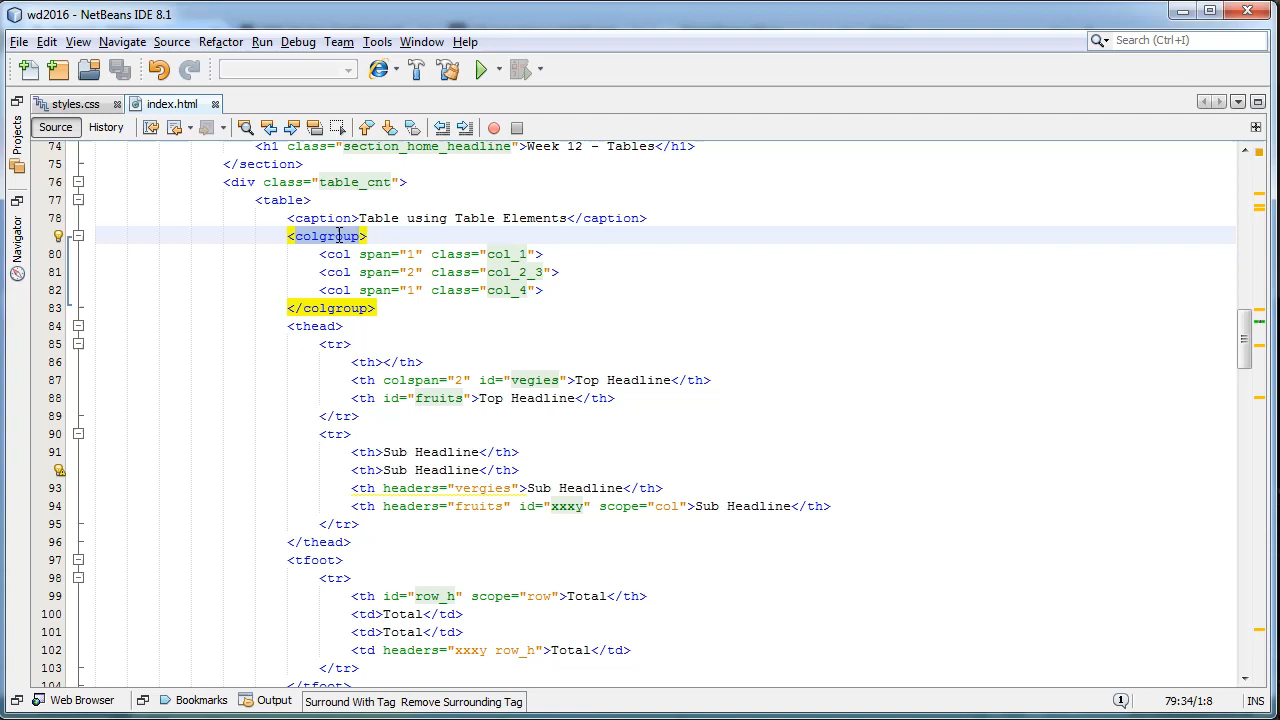 wd2016 - NetBeans IDE 8.1
File Edit View Navigate Source Refactor Run Debug Team Tools Window Help
Search (Ctrl+I)
styles.css index.html
Source History
Projects
Navigator
74 <h1 class="section_home_headline">Week 12 - Tables</h1>
75 </section>
76 <div class="table_cnt">
77 <table>
78 <caption>Table using Table Elements</caption>
<colgroup>
80 <col span="1" class="col_1">
81 <col span="2" class="col_2_3">
82 <col span="1" class="col_4">
83 </colgroup>
84 <thead>
85 <tr>
86 <th></th>
87 <th colspan="2" id="vegies">Top Headline</th>
88 <th id="fruits">Top Headline</th>
89 </tr>
90 <tr>
91 <th>Sub Headline</th>
<th>Sub Headline</th>
93 <th headers="vergies">Sub Headline</th>
94 <th headers="fruits" id="xxxy" scope="col">Sub Headline</th>
95 </tr>
96 </thead>
97 <tfoot>
98 <tr>
99 <th id="row_h" scope="row">Total</th>
100 <td>Total</td>
101 <td>Total</td>
102 <td headers="xxxy row_h">Total</td>
103 </tr>
104 </tfoot>
Web Browser Bookmarks Output Surround With Tag Remove Surrounding Tag 79:34/1:8 INS